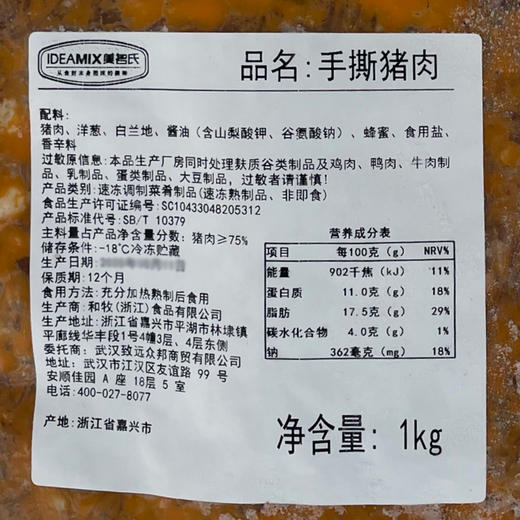 IDEAMIX美茗氏
品名:手撕猪肉
配料:
猪肉、洋葱、白兰地、酱油(含山梨酸钾、谷氨酸钠)、蜂蜜、食用盐、
香辛料
过敏原信息:本品生产厂房同时处理麸质谷类制品及鸡肉、鸭肉、牛肉制
品、乳制品、蛋类制品、大豆制品,过敏者请谨慎!
产品类别:速冻调制菜肴制品(速冻熟制品、非即食)
食品生产许可证编号:SC10433048205312
产品标准代号:SB/T 10379
主料量占产品净含量分数:猪肉≥75%
储存条件:-18℃冷冻贮藏
生产日期:
保质期:12个月
食用方法:充分加热熟制后食用
生产商:和牧(浙江)食品有限公司
生产地址:浙江省嘉兴市平湖市林埭镇
平廊线华丰段1号4幢3层、4层东侧
委托商:武汉致远众邦商贸有限公司
地址:武汉市江汉区友谊路 99 号
安顺佳园 A 座 18层 5 室
电话:400-027-8077
产地:浙江省嘉兴市
营养成分表
项目 每100克(g) NRV%
能量 902千焦(kJ) 11%
蛋白质 11.0克(g) 18%
脂肪 17.5克(g) 29%
碳水化合物 4.0克(g) 1%
钠 362毫克(mg) 18%
净含量:1kg